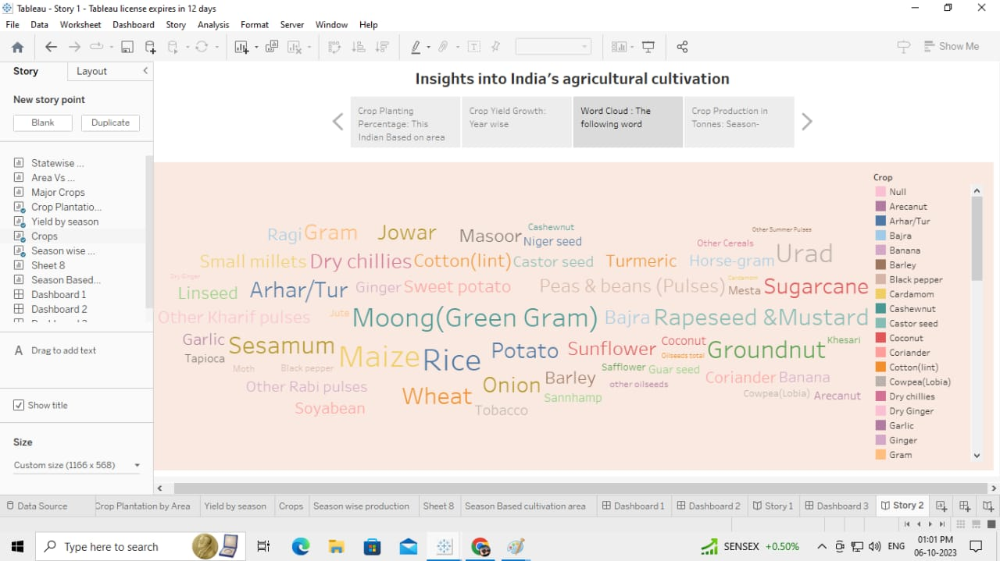 Tableau - Story 1 - Tableau license expires in 12 days
File Data Worksheet Dashboard Story Analysis Format Server Window Help
Show Me
Story Layout
New story point
Blank Duplicate
Statewise ...
Area Vs ...
Major Crops
Crop Plantatio...
Yield by season
Crops
Season wise ...
Sheet 8
Season Based...
Dashboard 1
Dashboard 2
A Drag to add text
Show title
Size
Custom size (1166 x 568)
Insights into India's agricultural cultivation
Crop Planting
Percentage: This
Indian Based on area
Crop Yield Growth:
Year wise
Word Cloud : The
following word
Crop Production in
Tonnes: Season-
Ragi Gram Jowar Masoor Cashewnut Niger seed Other Summer Pulses
Other Cereals Urad
Small millets Dry chillies Cotton(lint) Castor seed Turmeric Horse-gram
Dry Ginger
Linseed Arhar/Tur Ginger Sweet potato Peas & beans (Pulses) Cardamom Mesta Sugarcane
Other Kharif pulses Jute Moong(Green Gram) Bajra Rapeseed &Mustard
Garlic Sesamum Maize Rice Potato Sunflower Coconut Groundnut Khesari
Tapioca Moth Black pepper Oilseeds total
Safflower Guar seed
Other Rabi pulses Wheat Onion Barley other oilseeds Coriander Banana
Soyabean Tobacco Sannhamp Cowpea(Lobia) Arecanut
Crop
Null
Arecanut
Arhar/Tur
Bajra
Banana
Barley
Black pepper
Cardamom
Cashewnut
Castor seed
Coconut
Coriander
Cotton(lint)
Cowpea(Lobia)
Dry chillies
Dry Ginger
Garlic
Ginger
Gram
Data Source Crop Plantation by Area Yield by season Crops Season wise production Sheet 8 Season Based cultivation area Dashboard 1 Dashboard 2 Story 1 Dashboard 3 Story 2
Type here to search
SENSEX +0.50%
ENG
01:01 PM
06-10-2023